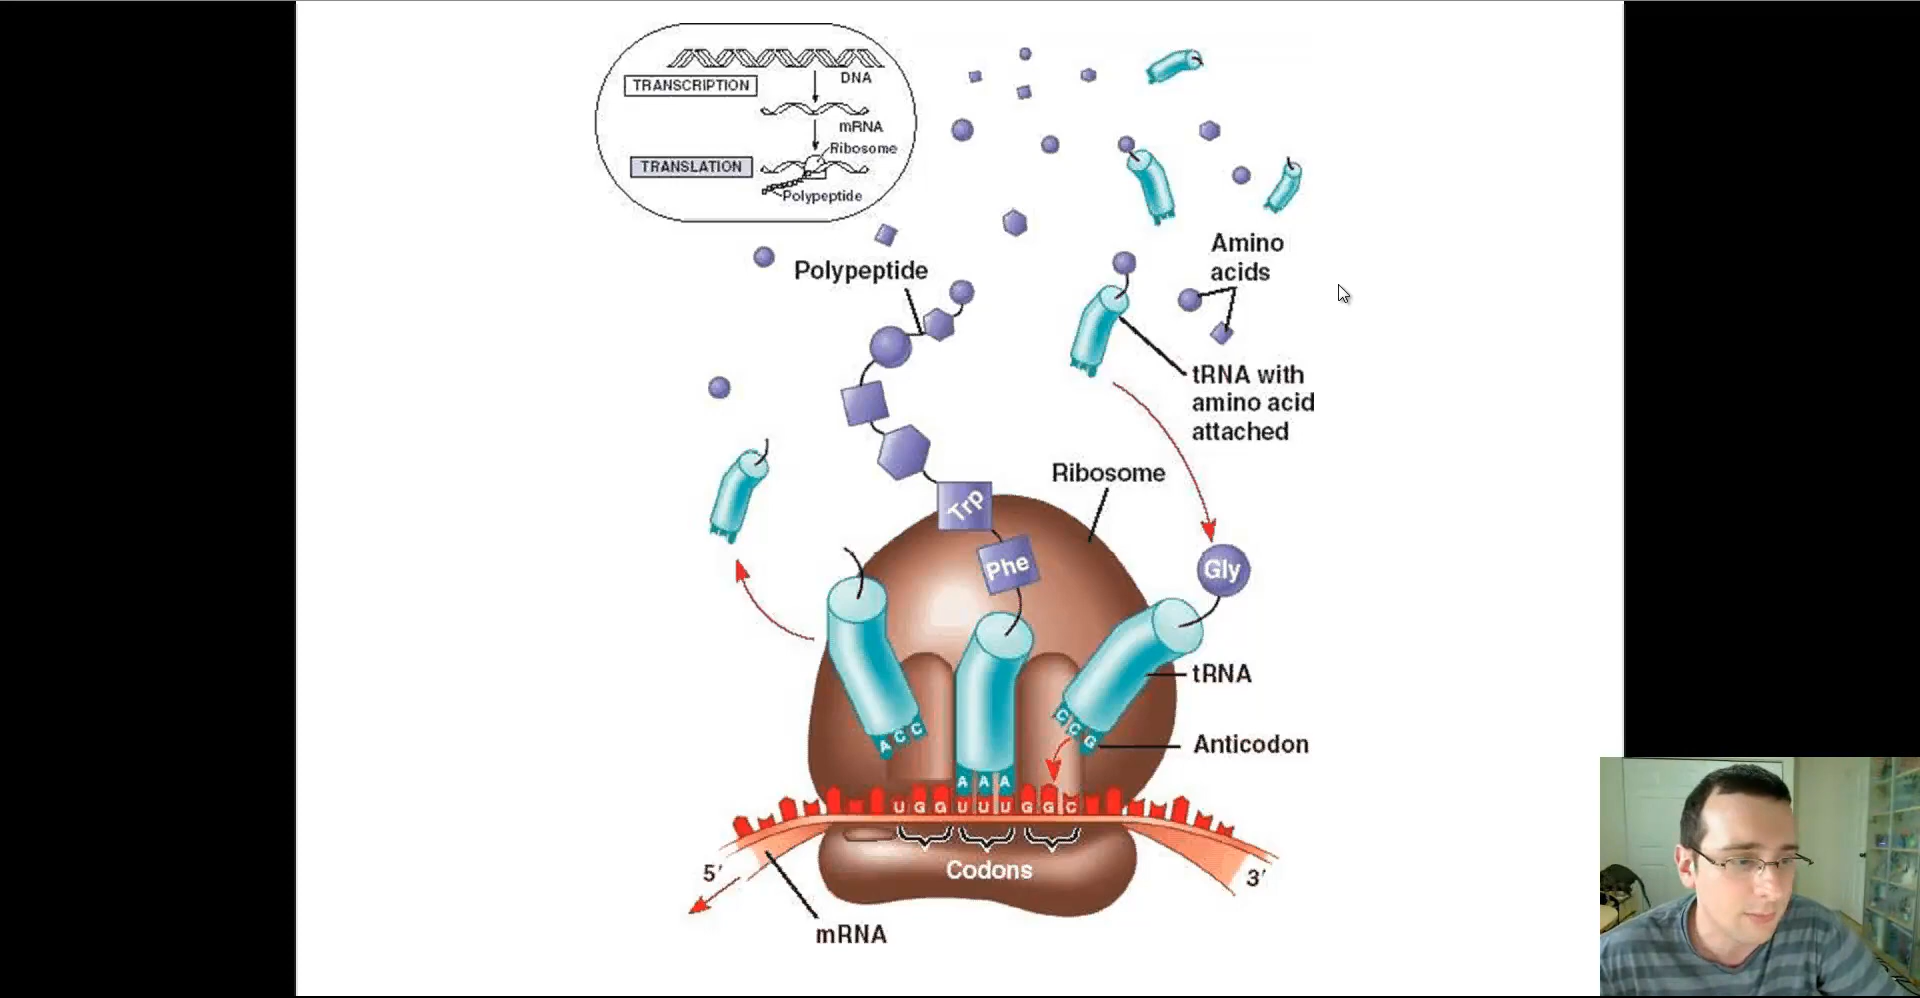 TRANSCRIPTION
DNA
mRNA
Ribosome
TRANSLATION
Polypeptide
Amino
acids
Polypeptide
tRNA with
amino acid
attached
Ribosome
Trp
Phe
Gly
tRNA
A C C
C C G
Anticodon
A A A
U G G U U U G G C
Codons
5′
3′
mRNA